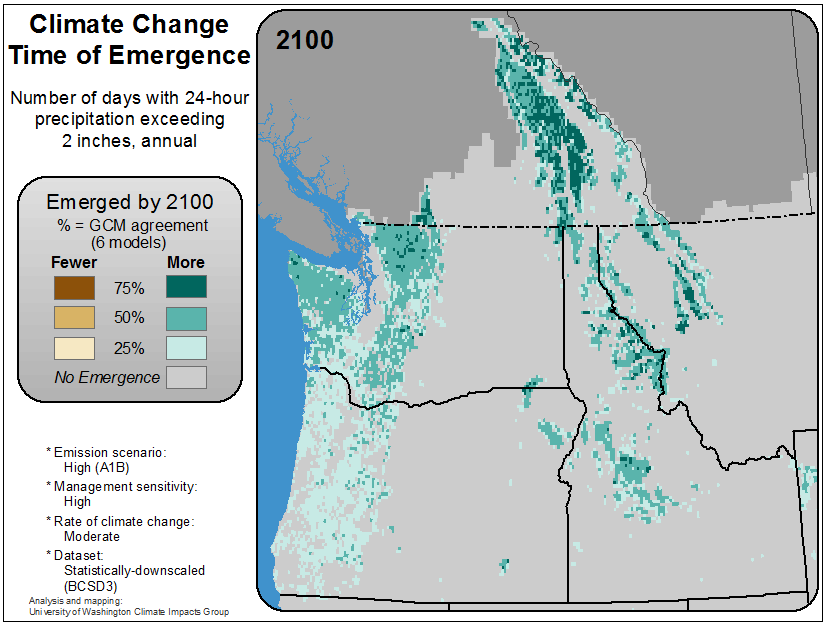 Climate Change
Time of Emergence
Number of days with 24-hour
precipitation exceeding
2 inches, annual
Emerged by 2100
% = GCM agreement
(6 models)
Fewer More
75%
50%
25%
No Emergence
* Emission scenario:
High (A1B)
* Management sensitivity:
High
* Rate of climate change:
Moderate
* Dataset:
Statistically-downscaled
(BCSD3)
Analysis and mapping:
University of Washington Climate Impacts Group
2100